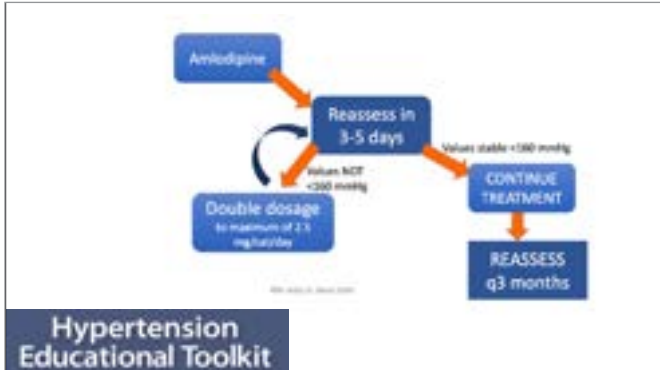 Amlodipine
Reassess in
3-5 days
Values stable <160 mmHg
Values NOT
<160 mmHg
CONTINUE
TREATMENT
Double dosage
to maximum of 2.5
mg/cat/day
REASSESS
q3 months
Hypertension
Educational Toolkit